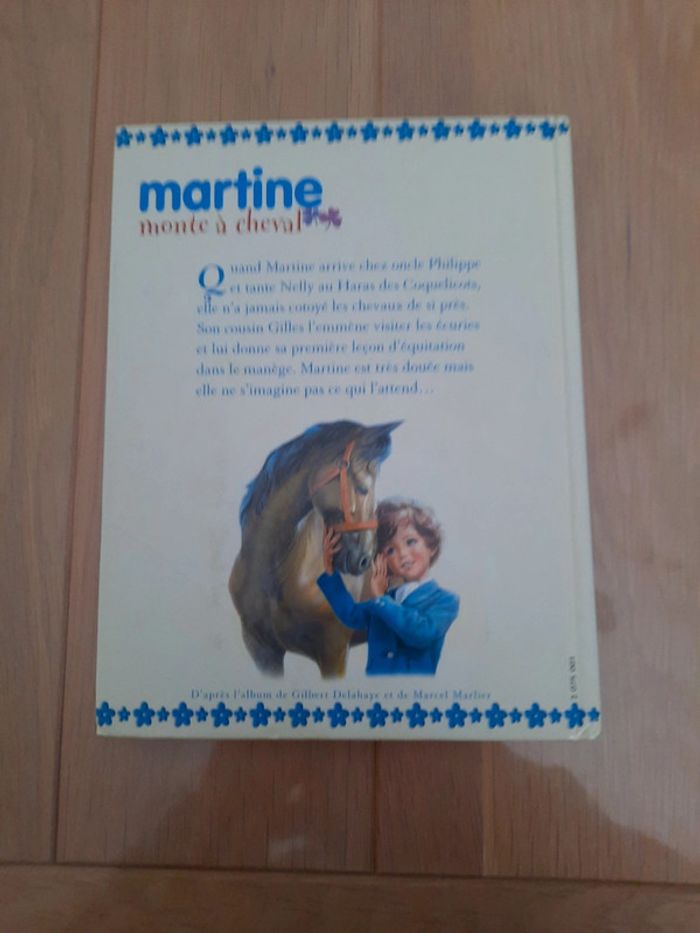 martine
monte à cheval
Quand Martine arrive chez oncle Philippe
et tante Nelly au Haras des Coquelicots,
elle n'a jamais cotoyé les chevaux de si près.
Son cousin Gilles l'emmène visiter les écuries
et lui donne sa première leçon d'équitation
dans le manège. Martine est très douée mais
elle ne s'imagine pas ce qui l'attend…
D'après l'album de Gilbert Delahaye et de Marcel Marlier